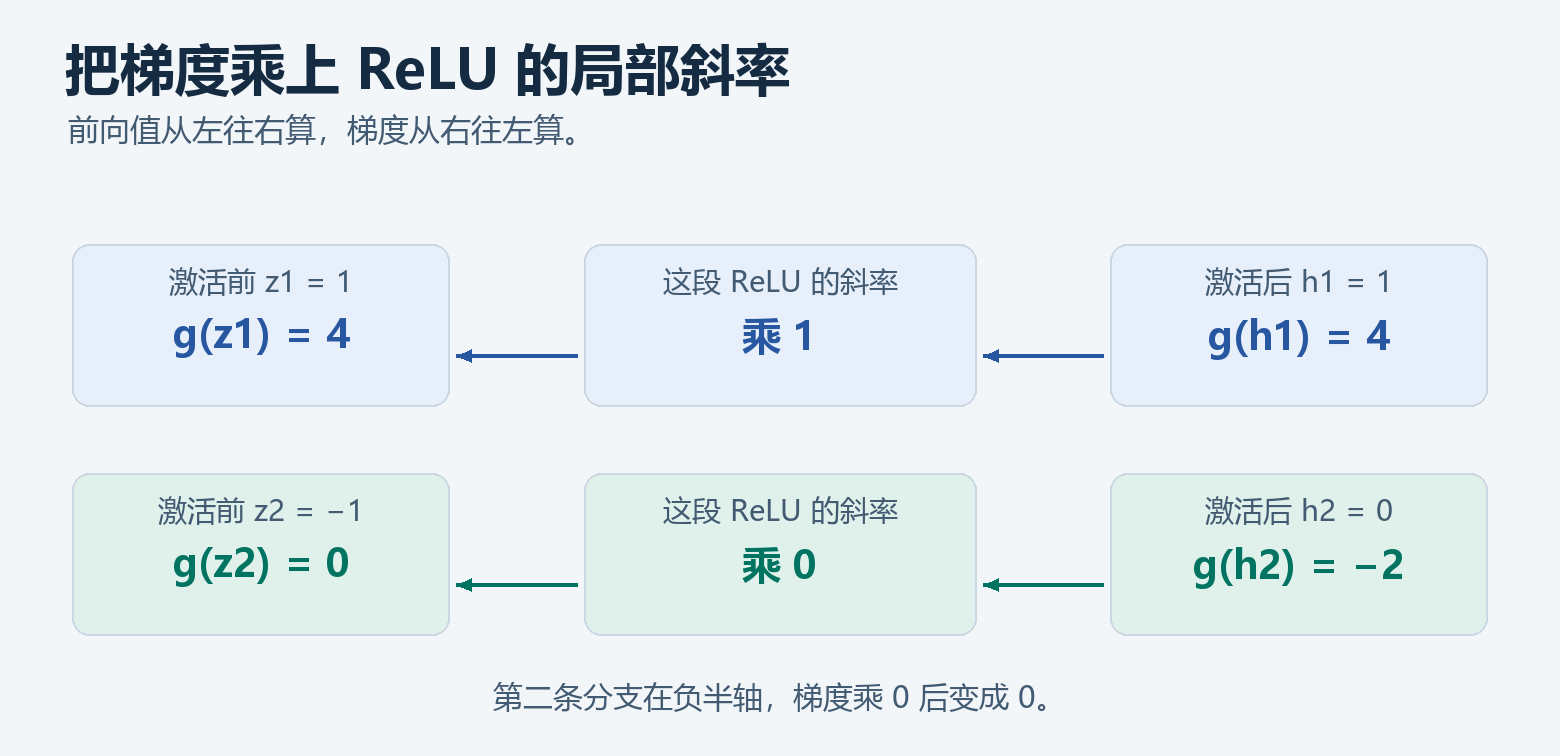 把梯度乘上 ReLU 的局部斜率
前向值从左往右算，梯度从右往左算。
激活前 z1 = 1
g(z1) = 4
这段 ReLU 的斜率
乘 1
激活后 h1 = 1
g(h1) = 4
激活前 z2 = −1
g(z2) = 0
这段 ReLU 的斜率
乘 0
激活后 h2 = 0
g(h2) = −2
第二条分支在负半轴，梯度乘 0 后变成 0。